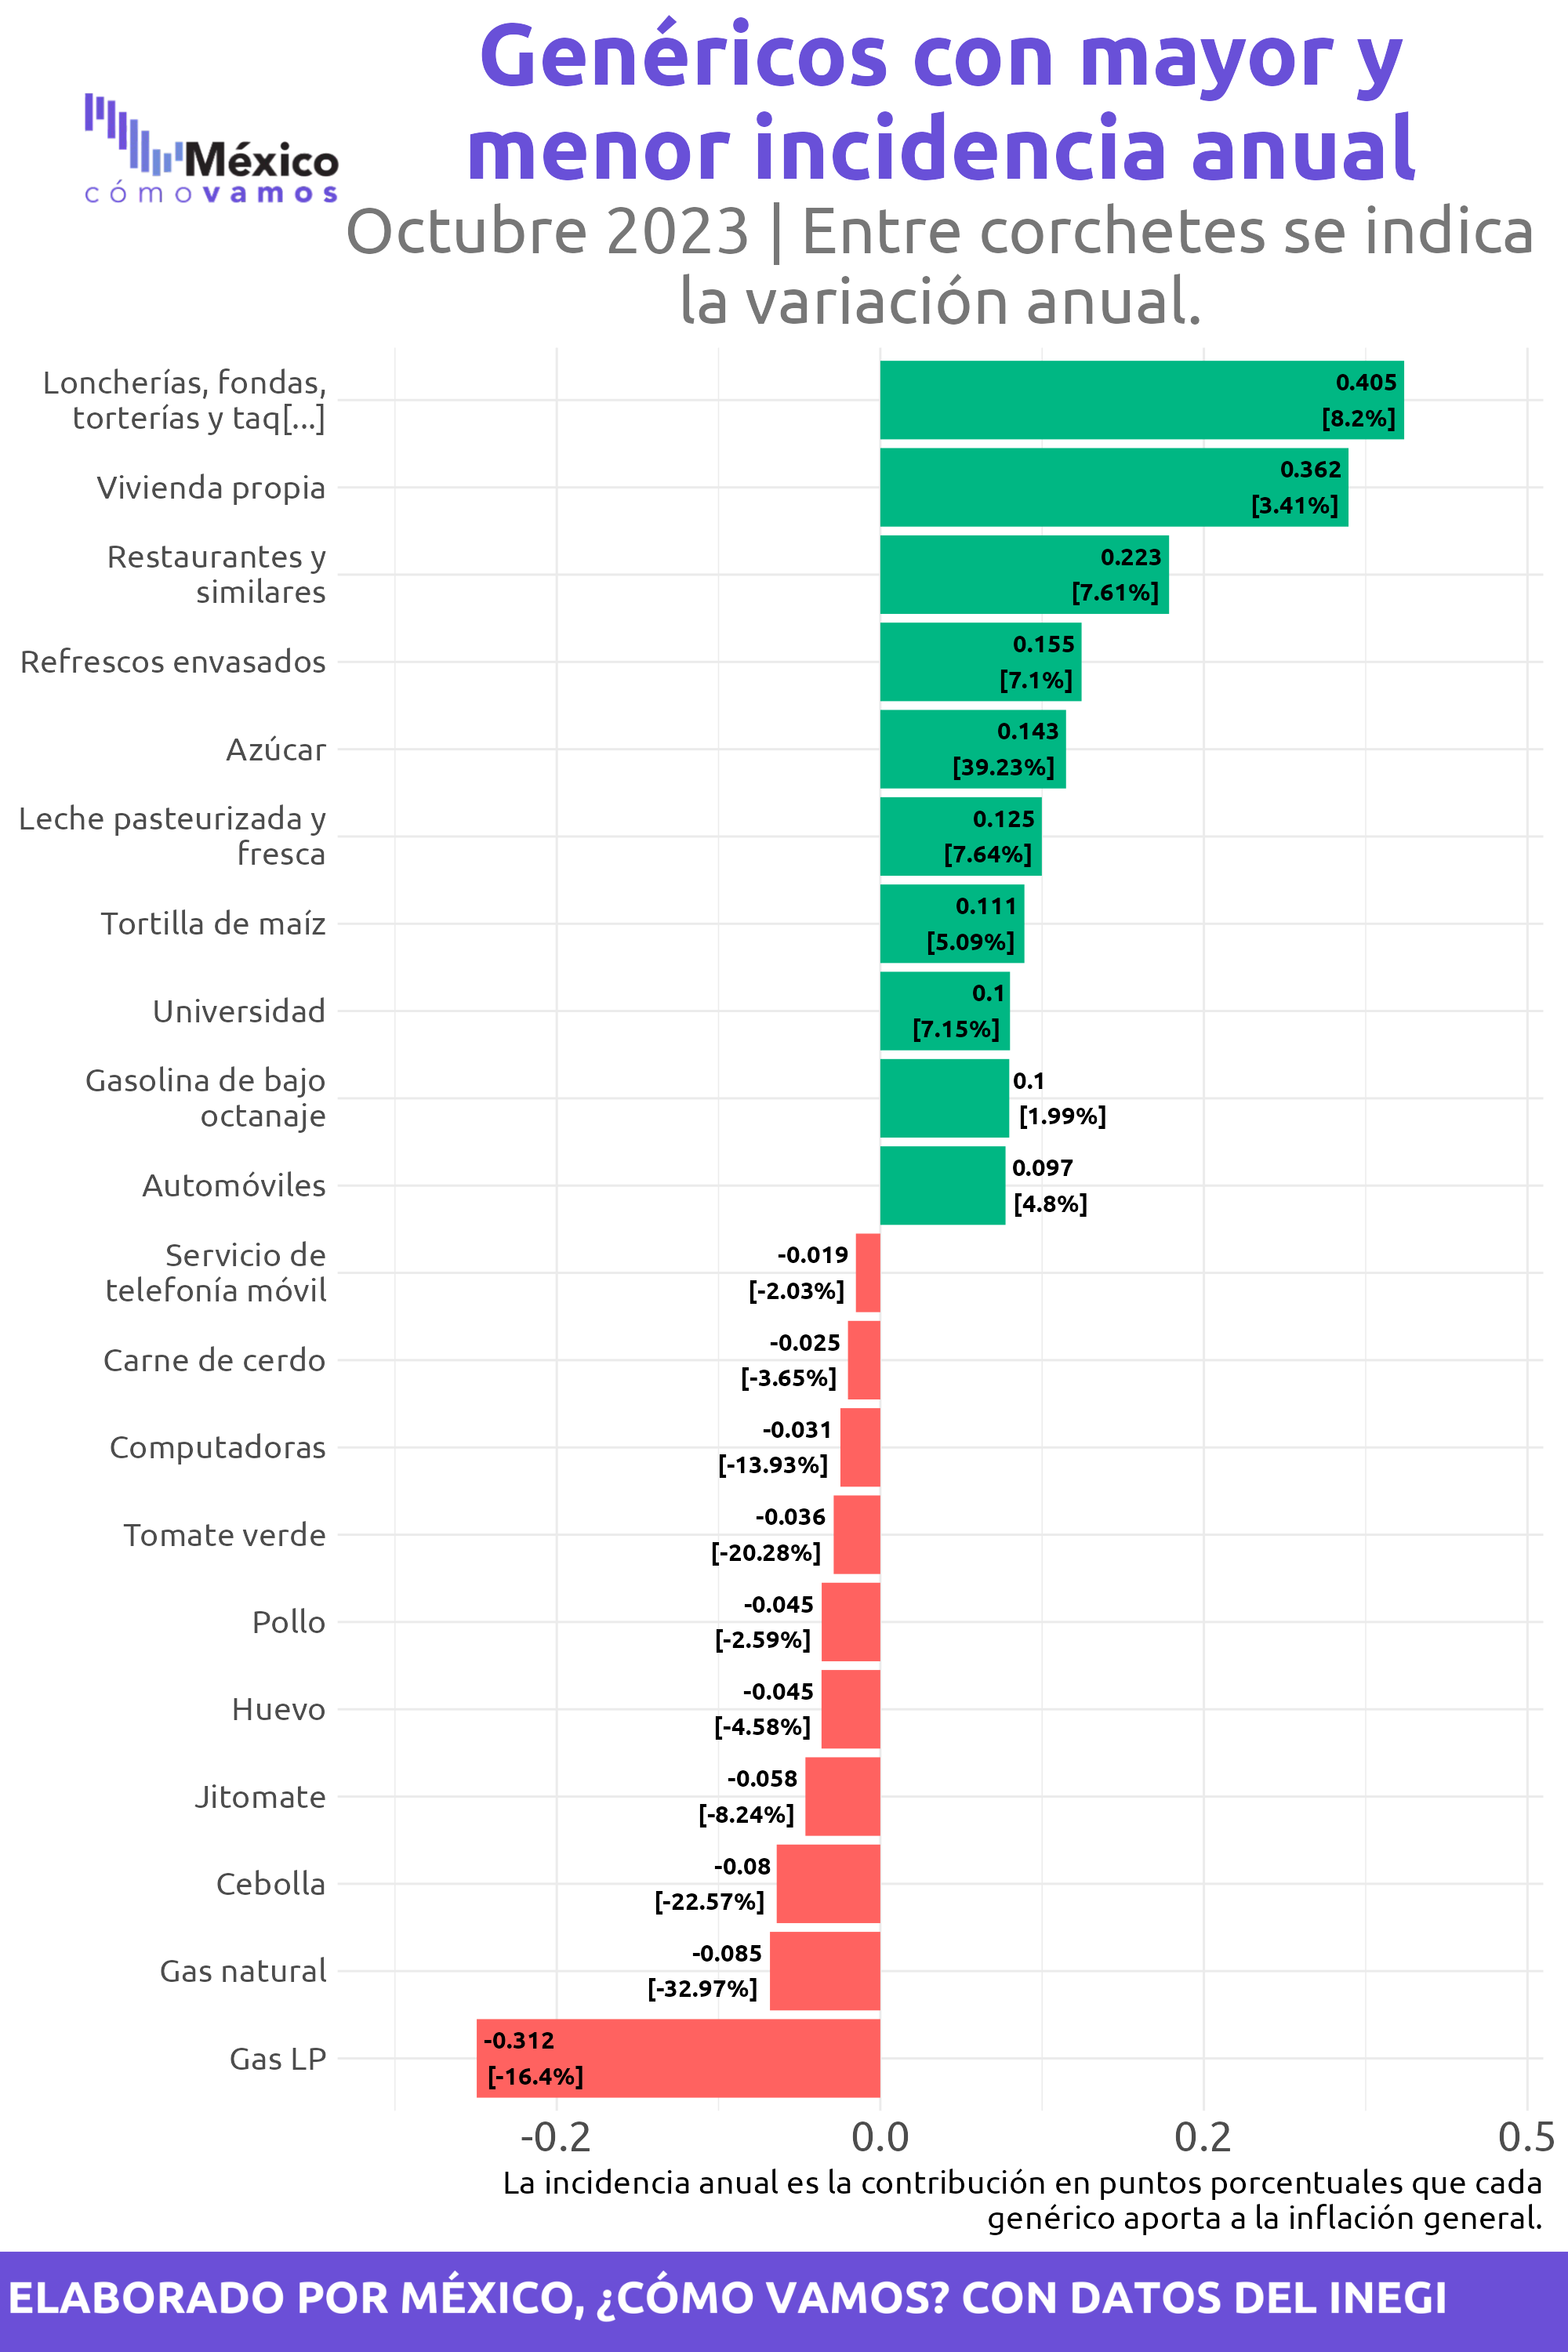 Genéricos con mayor y
menor incidencia anual
México
cómovamos
Octubre 2023 | Entre corchetes se indica
la variación anual.
Loncherías, fondas,
torterías y taq[...]
0.405
[8.2%]
Vivienda propia
0.362
[3.41%]
Restaurantes y
similares
0.223
[7.61%]
Refrescos envasados
0.155
[7.1%]
Azúcar
0.143
[39.23%]
Leche pasteurizada y
fresca
0.125
[7.64%]
Tortilla de maíz
0.111
[5.09%]
Universidad
0.1
[7.15%]
Gasolina de bajo
octanaje
0.1
[1.99%]
Automóviles
0.097
[4.8%]
Servicio de
telefonía móvil
-0.019
[-2.03%]
Carne de cerdo
-0.025
[-3.65%]
Computadoras
-0.031
[-13.93%]
Tomate verde
-0.036
[-20.28%]
Pollo
-0.045
[-2.59%]
Huevo
-0.045
[-4.58%]
Jitomate
-0.058
[-8.24%]
Cebolla
-0.08
[-22.57%]
Gas natural
-0.085
[-32.97%]
Gas LP
-0.312
[-16.4%]
-0.2 0.0 0.2 0.5
La incidencia anual es la contribución en puntos porcentuales que cada
genérico aporta a la inflación general.
ELABORADO POR MÉXICO, ¿CÓMO VAMOS? CON DATOS DEL INEGI